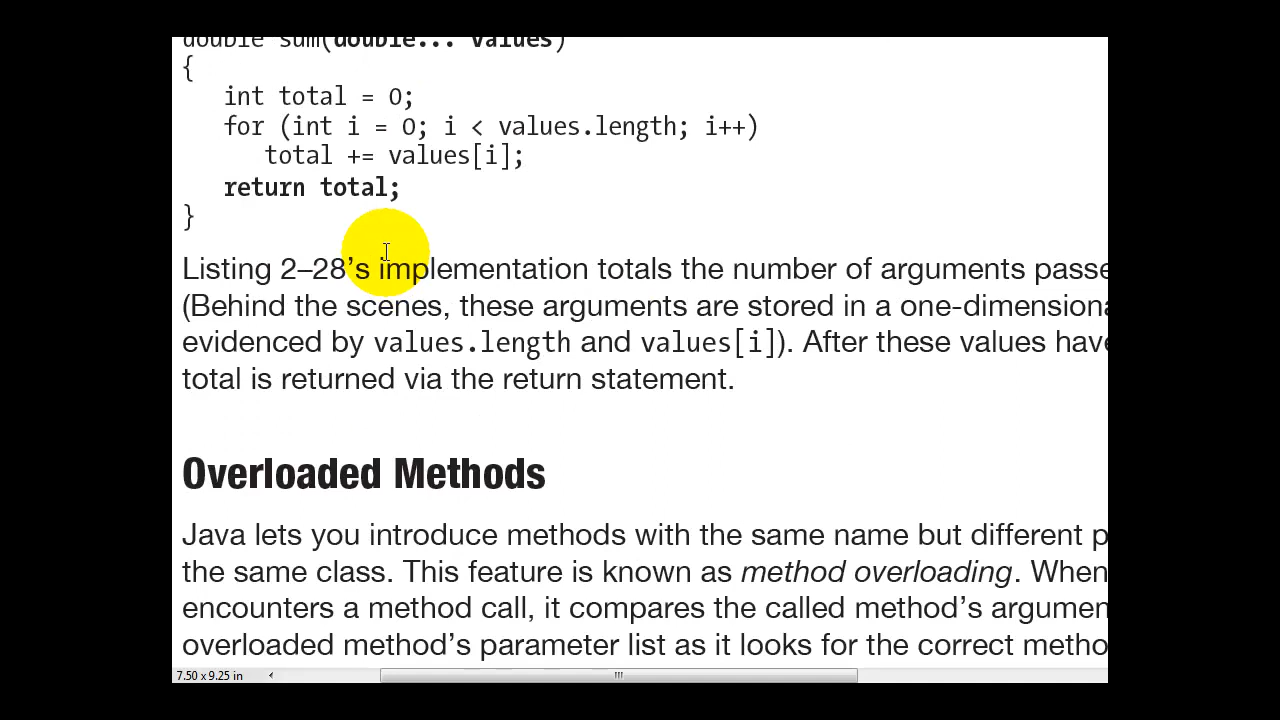 double sum(double... values)
{
int total = 0;
for (int i = 0; i < values.length; i++)
total += values[i];
return total;
}
Listing 2–28’s implementation totals the number of arguments passe
(Behind the scenes, these arguments are stored in a one-dimensiona
evidenced by values.length and values[i]). After these values have
total is returned via the return statement.
Overloaded Methods
Java lets you introduce methods with the same name but different p
the same class. This feature is known as method overloading. When
encounters a method call, it compares the called method’s argumen
overloaded method’s parameter list as it looks for the correct metho
7.50 x 9.25 in